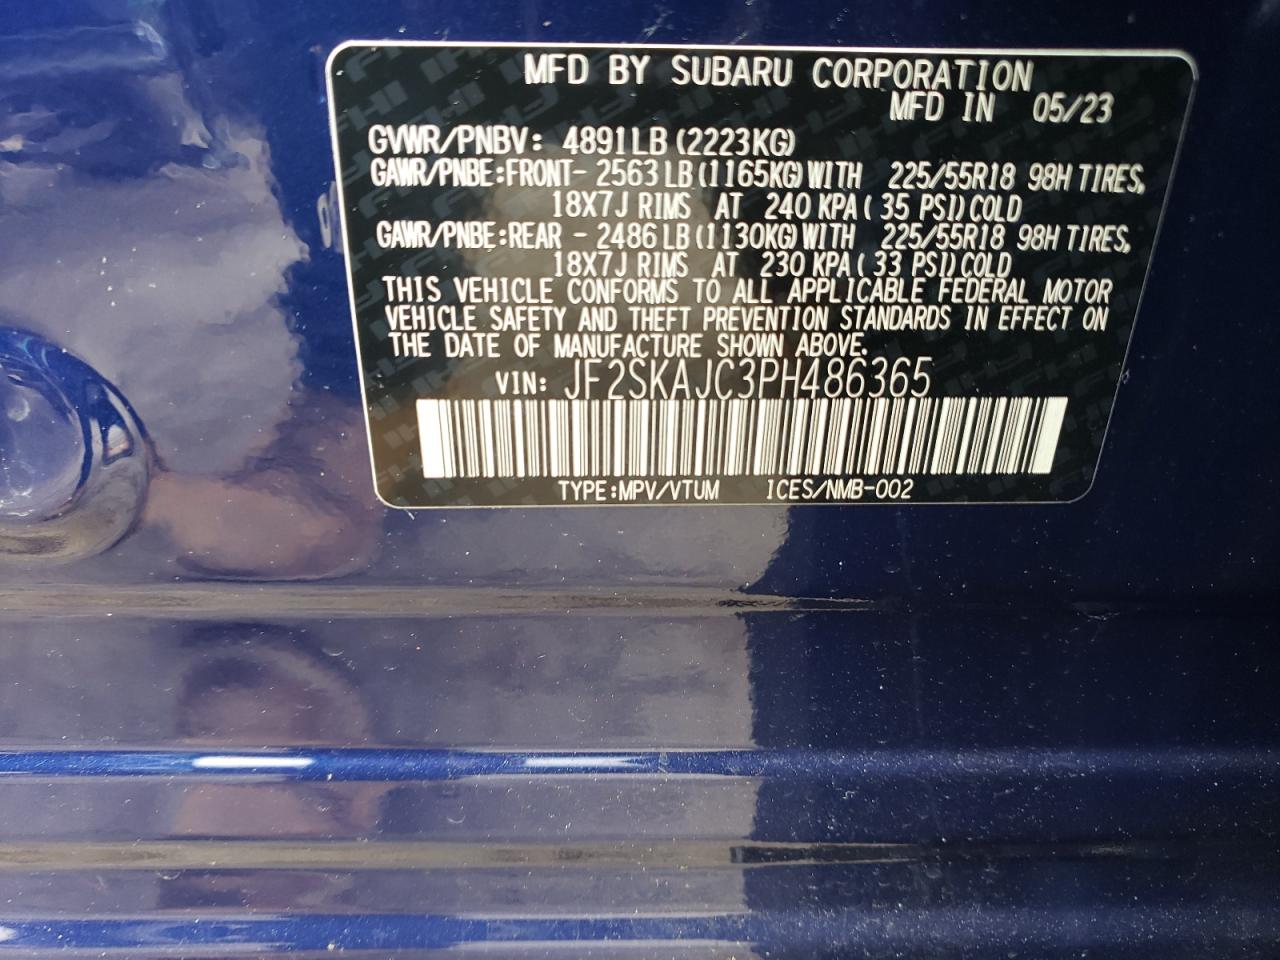 MFD BY SUBARU CORPORATION
MFD IN 05/23
GVWR/PNBV: 4891LB (2223KG)
GAWR/PNBE:FRONT- 2563 LB (1165KG) WITH 225/55R18 98H TIRES,
18X7J RIMS AT 240 KPA ( 35 PSI) COLD
GAWR/PNBE:REAR - 2486 LB (1130KG) WITH 225/55R18 98H TIRES,
18X7J RIMS AT 230 KPA ( 33 PSI) COLD
THIS VEHICLE CONFORMS TO ALL APPLICABLE FEDERAL MOTOR
VEHICLE SAFETY AND THEFT PREVENTION STANDARDS IN EFFECT ON
THE DATE OF MANUFACTURE SHOWN ABOVE.
VIN: JF2SKAJC3PH486365
TYPE:MPV/VTUM ICES/NMB-002